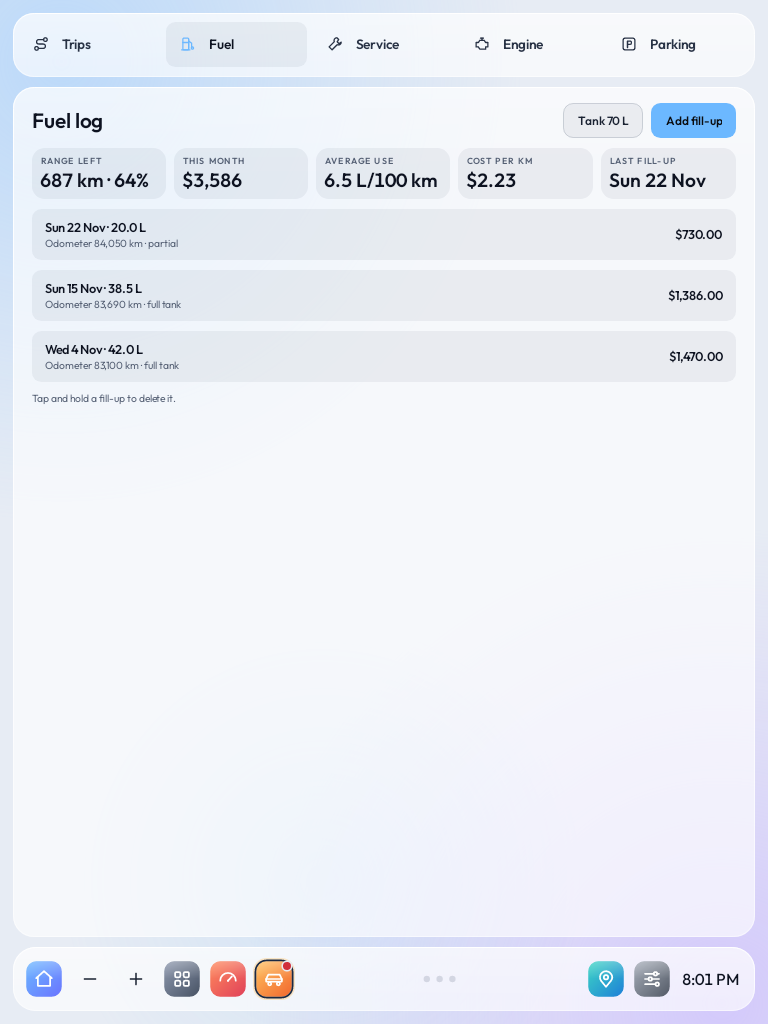 Trips
Fuel
Service
Engine
P Parking
Fuel log
Tank 70 L
Add fill-up
RANGE LEFT
687 km · 64%
THIS MONTH
$3,586
AVERAGE USE
6.5 L/100 km
COST PER KM
$2.23
LAST FILL-UP
Sun 22 Nov
Sun 22 Nov · 20.0 L
Odometer 84,050 km · partial
$730.00
Sun 15 Nov · 38.5 L
Odometer 83,690 km · full tank
$1,386.00
Wed 4 Nov · 42.0 L
Odometer 83,100 km · full tank
$1,470.00
Tap and hold a fill-up to delete it.
8:01 PM